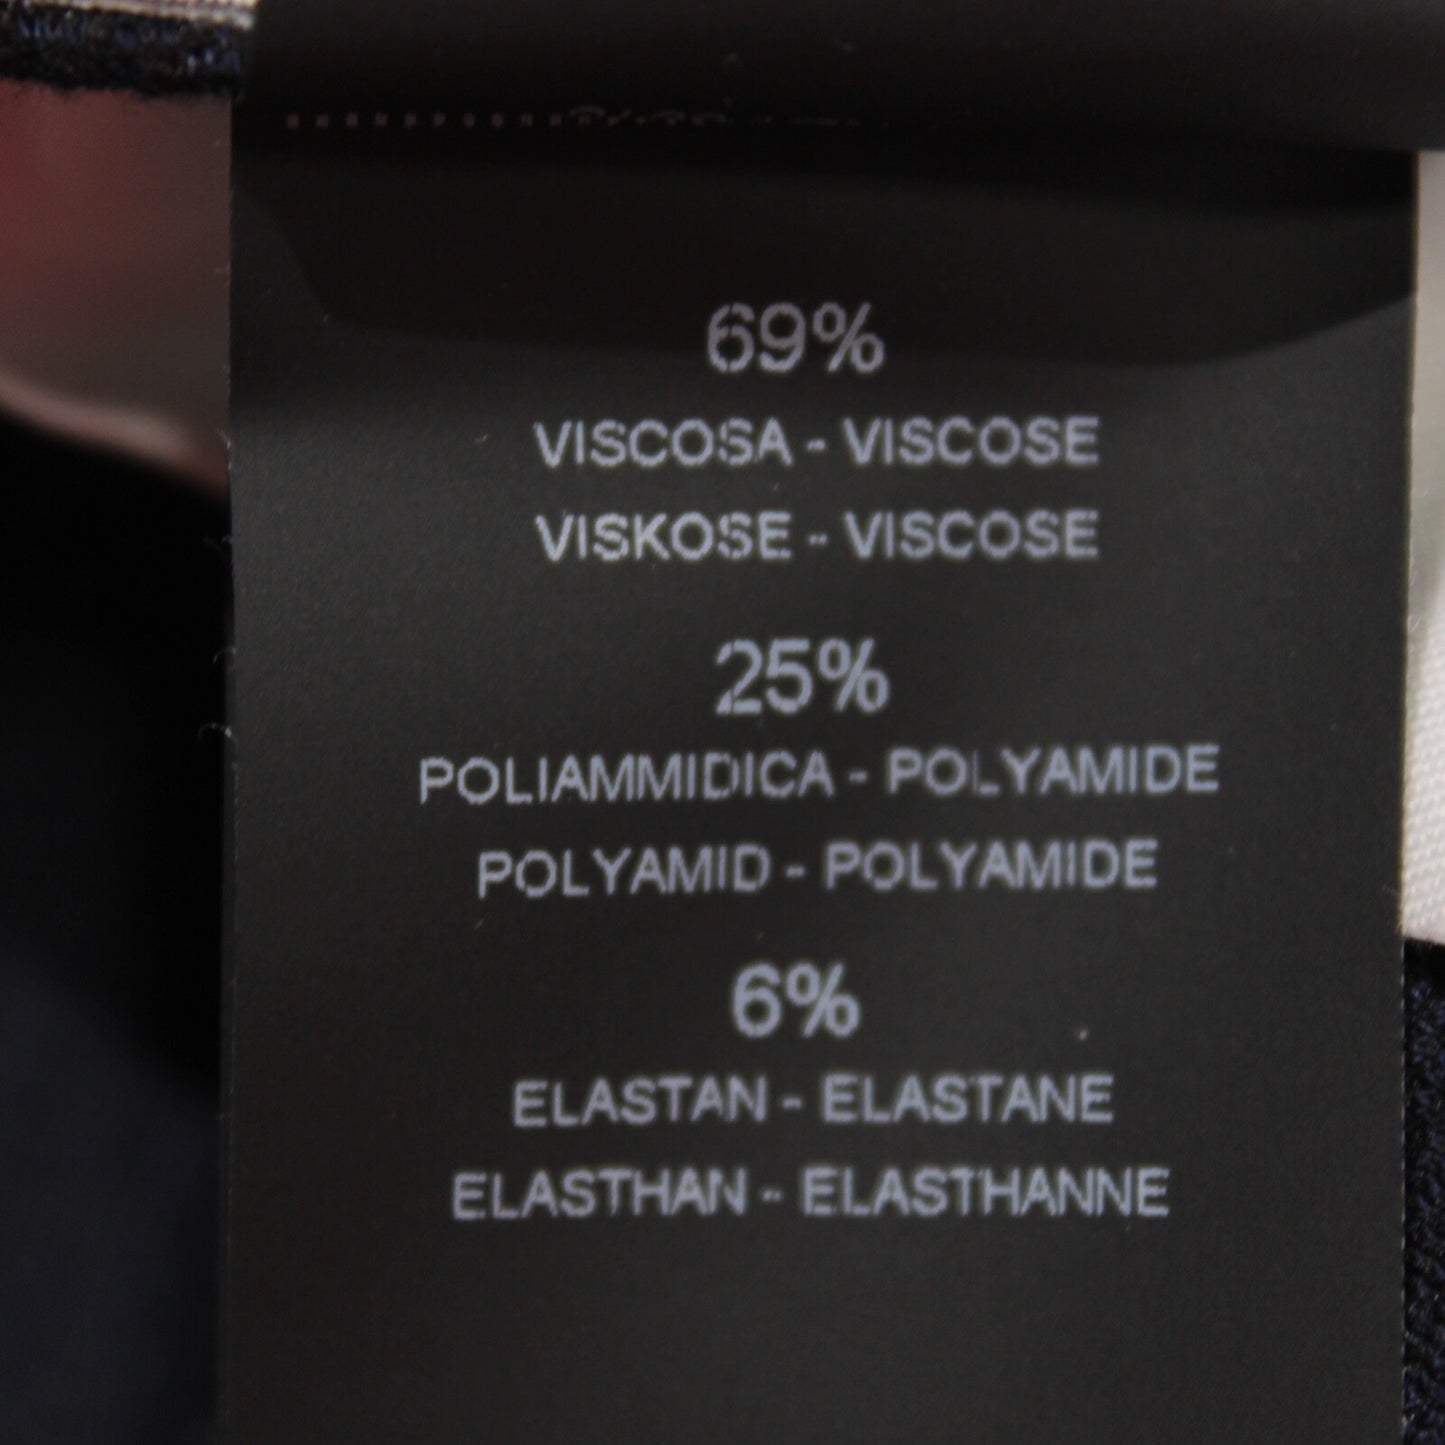 69%
VISCOSA - VISCOSE
VISKOSE - VISCOSE
25%
POLIAMMIDICA - POLYAMIDE
POLYAMID - POLYAMIDE
6%
ELASTAN - ELASTANE
ELASTHAN - ELASTHANNE